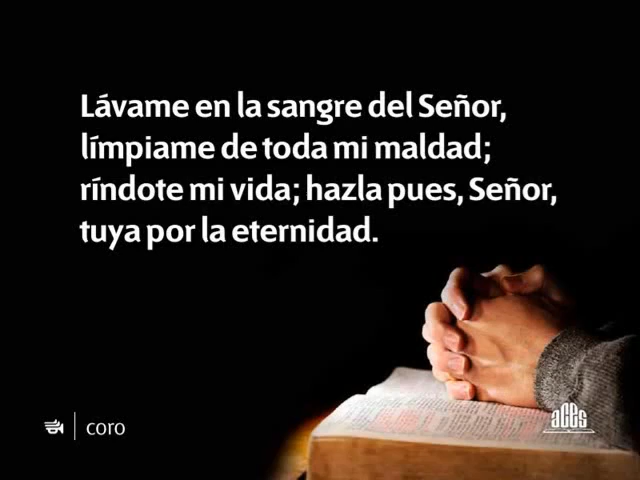 Lávame en la sangre del Señor,
límpiame de toda mi maldad;
ríndote mi vida; hazla pues, Señor,
tuya por la eternidad.
coro
aces